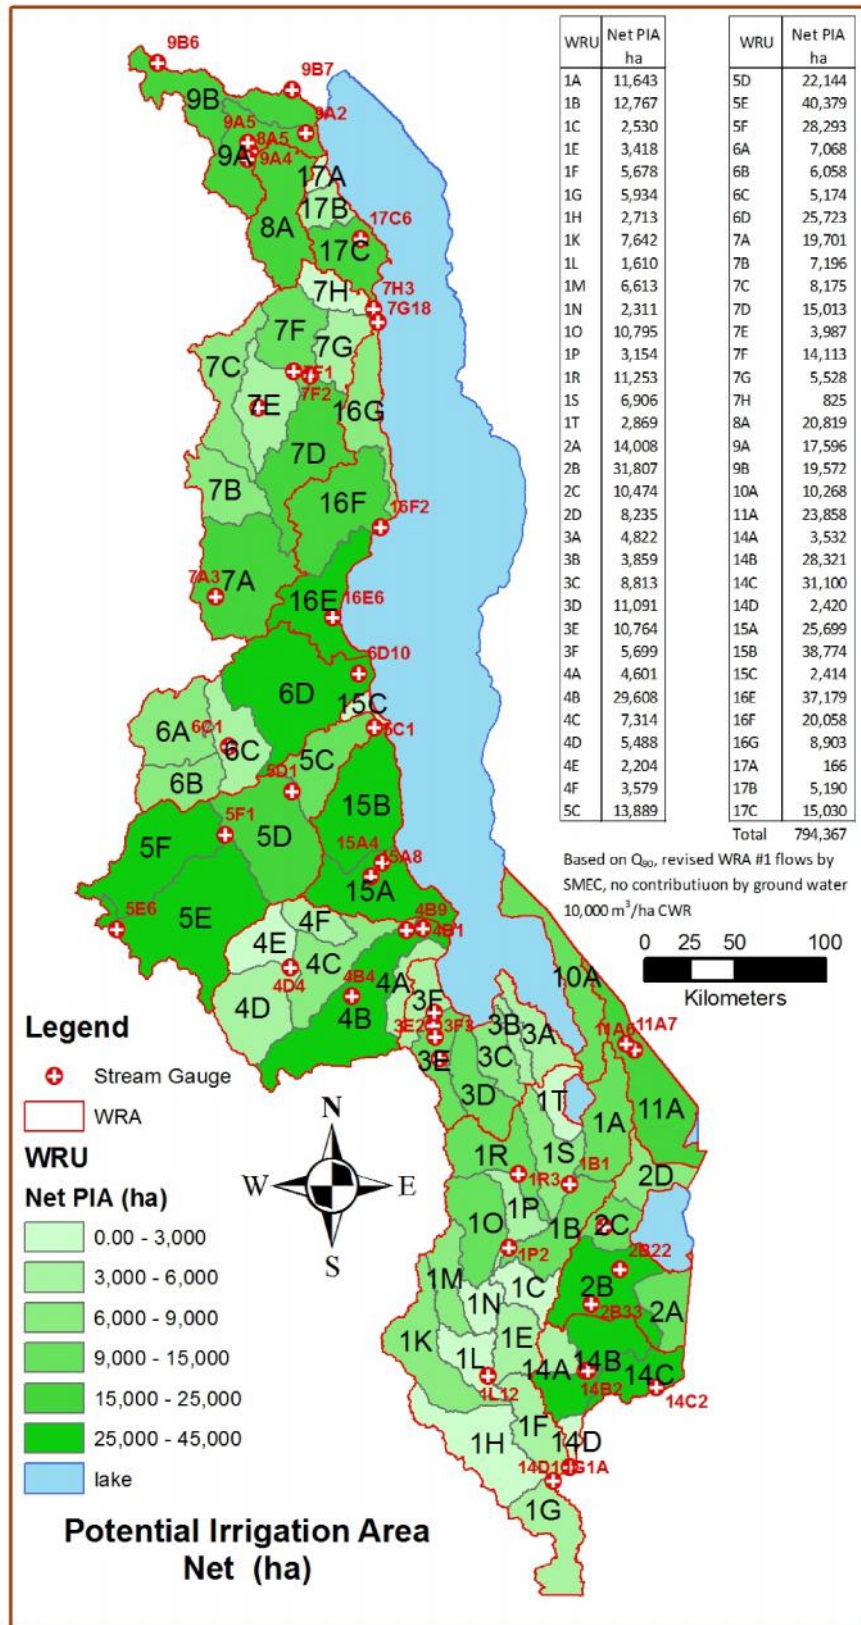 9B6
9B7
9B
9A2
9A5
8A5
9A
9A4
17A
17B
8A
17C6
17C
7H
7H3
7G18
7F
7G
7C
7F1
7F2
7E
16G
7D
7B
16F
16F2
7A3
7A
16E
16E6
6D10
6D
15C
6A
6C1
6C
5C1
5C
6B
5D1
15B
5F1
5F
5D
15A4
15A8
15A
5E
5E6
4F
4B9
4B1
4E
4C
4D4
4A
10A
4B4
4D
4B
3F
3B
3A
3E2
3F3
11A6
11A7
3C
3E
3D
1T
1A
11A
1R
1S
1B1
2D
1R3
1P
1O
1B
2C
1P2
2B22
1M
1C
2B
1N
2B33
2A
1E
1K
1L
14A
14B
14C
1L12
14B2
14C2
1F
1H
14D
1G1A
1G
WRU Net PIA ha WRU Net PIA ha
1A 11,643 5D 22,144
1B 12,767 5E 40,379
1C 2,530 5F 28,293
1E 3,418 6A 7,068
1F 5,678 6B 6,058
1G 5,934 6C 5,174
1H 2,713 6D 25,723
1K 7,642 7A 19,701
1L 1,610 7B 7,196
1M 6,613 7C 8,175
1N 2,311 7D 15,013
1O 10,795 7E 3,987
1P 3,154 7F 14,113
1R 11,253 7G 5,528
1S 6,906 7H 825
1T 2,869 8A 20,819
2A 14,008 9A 17,596
2B 31,807 9B 19,572
2C 10,474 10A 10,268
2D 8,235 11A 23,858
3A 4,822 14A 3,532
3B 3,859 14B 28,321
3C 8,813 14C 31,100
3D 11,091 14D 2,420
3E 10,764 15A 25,699
3F 5,699 15B 38,774
4A 4,601 15C 2,414
4B 29,608 16E 37,179
4C 7,314 16F 20,058
4D 5,488 16G 8,903
4E 2,204 17A 166
4F 3,579 17B 5,190
5C 13,889 17C 15,030
Total 794,367
Based on Q₉₀, revised WRA #1 flows by
SMEC, no contributiuon by ground water
10,000 m³/ha CWR
0 25 50 100
Kilometers
Legend
Stream Gauge
WRA
WRU
Net PIA (ha)
0.00 - 3,000
3,000 - 6,000
6,000 - 9,000
9,000 - 15,000
15,000 - 25,000
25,000 - 45,000
lake
N
W E
S
Potential Irrigation Area
Net (ha)